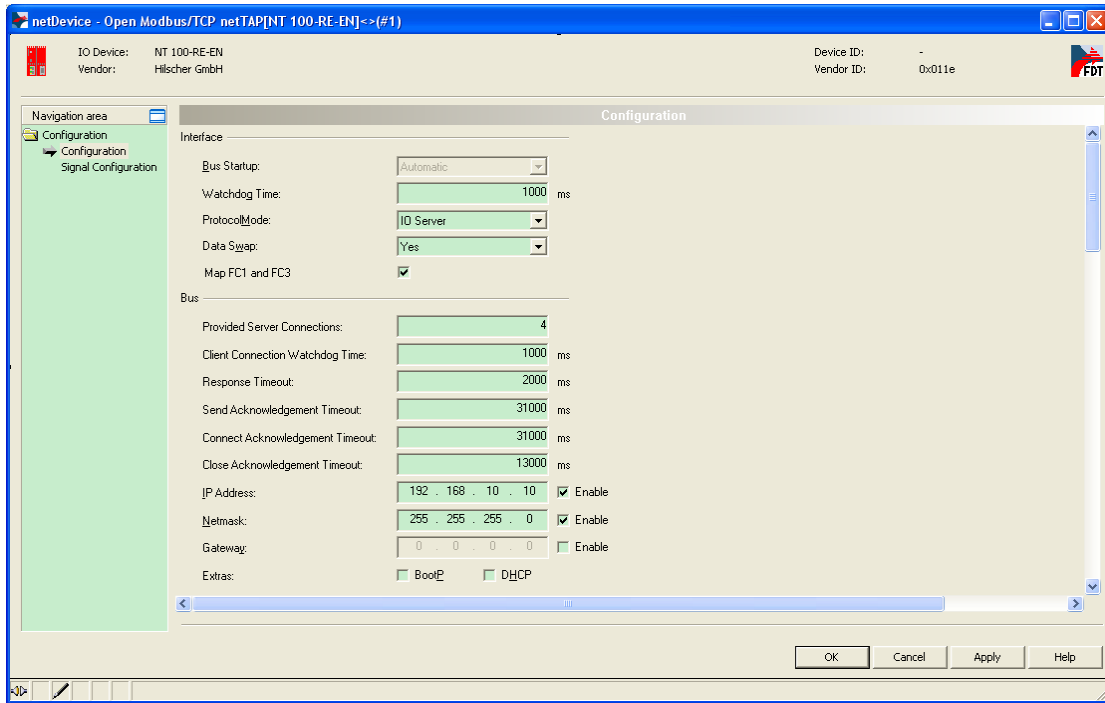 netDevice - Open Modbus/TCP netTAP[NT 100-RE-EN]<>(#1)
IO Device: NT 100-RE-EN Device ID: -
Vendor: Hilscher GmbH Vendor ID: 0x011e
FDT
Navigation area
Configuration
Configuration
Signal Configuration
Configuration
Interface
Bus Startup: Automatic
Watchdog Time: 1000 ms
ProtocolMode: IO Server
Data Swap: Yes
Map FC1 and FC3
Bus
Provided Server Connections: 4
Client Connection Watchdog Time: 1000 ms
Response Timeout: 2000 ms
Send Acknowledgement Timeout: 31000 ms
Connect Acknowledgement Timeout: 31000 ms
Close Acknowledgement Timeout: 13000 ms
IP Address: 192 . 168 . 10 . 10 Enable
Netmask: 255 . 255 . 255 . 0 Enable
Gateway: 0 . 0 . 0 . 0 Enable
Extras: BootP DHCP
OK Cancel Apply Help